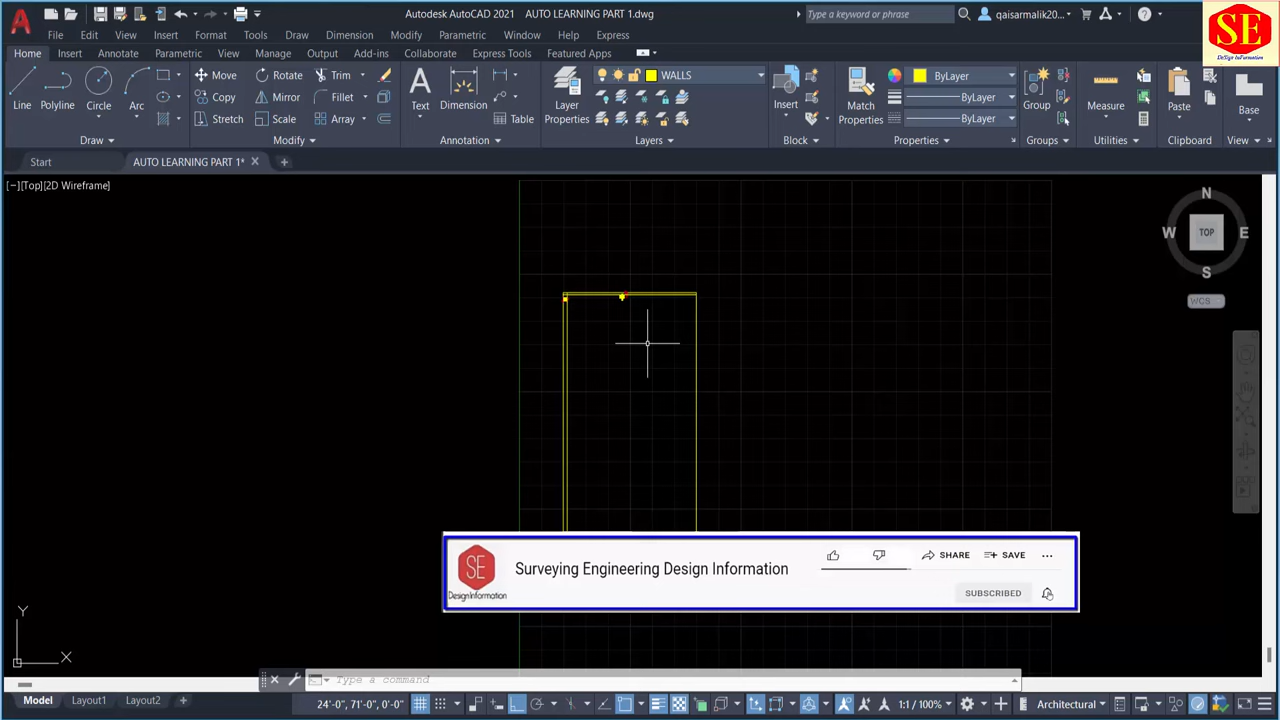 Autodesk AutoCAD 2021 AUTO LEARNING PART 1.dwg
Type a keyword or phrase
qaisarmalik20...
SE
DeSign InFormation
File Edit View Insert Format Tools Draw Dimension Modify Parametric Window Help Express
Home Insert Annotate Parametric View Manage Output Add-ins Collaborate Express Tools Featured Apps
Line Polyline Circle Arc
Move Rotate Trim
Copy Mirror Fillet
Stretch Scale Array
Text Dimension Table
Layer Properties
WALLS
Insert
Match Properties
ByLayer
ByLayer
ByLayer
Group
Measure
Paste
Base
Draw Modify Annotation Layers Block Properties Groups Utilities Clipboard View
Start AUTO LEARNING PART 1*
[−][Top][2D Wireframe]
N
W TOP E
S
WCS
SE
DesignInformation
Surveying Engineering Design Information
SHARE SAVE
SUBSCRIBED
Y
X
Type a command
Model Layout1 Layout2
24'-0", 71'-0", 0'-0"
1:1 / 100%
Architectural